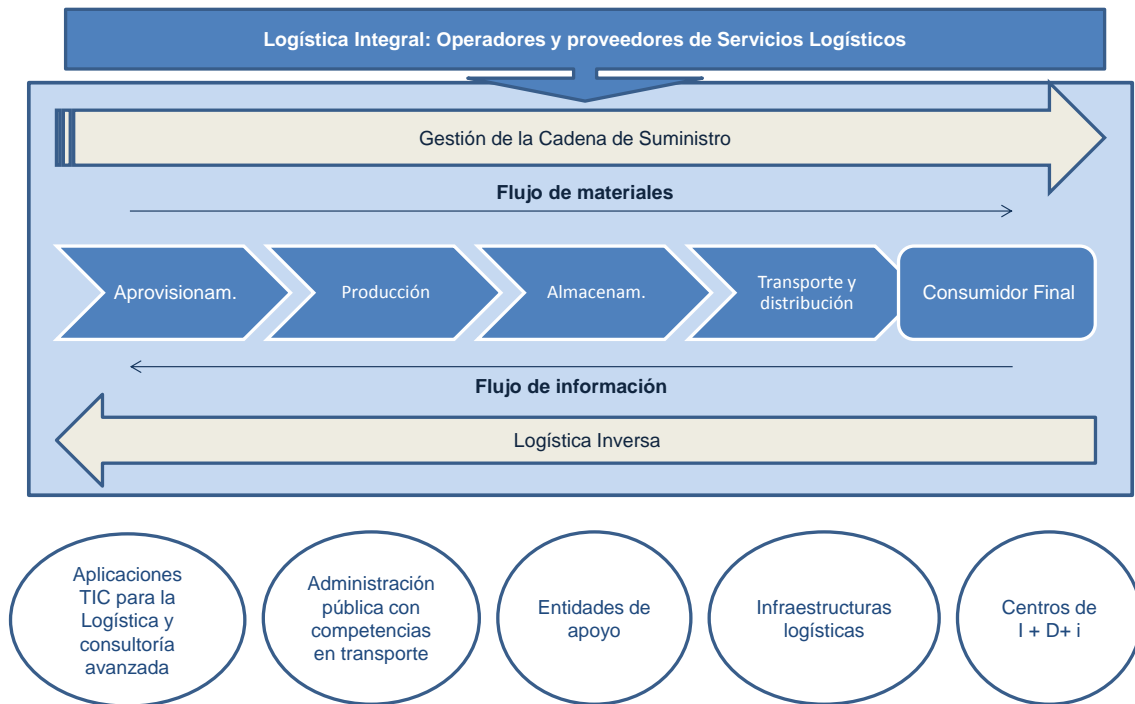 Logística Integral: Operadores y proveedores de Servicios Logísticos
Gestión de la Cadena de Suministro
Flujo de materiales
Aprovisionam.
Producción
Almacenam.
Transporte y
distribución
Consumidor Final
Flujo de información
Logística Inversa
Aplicaciones
TIC para la
Logística y
consultoría
avanzada
Administración
pública con
competencias
en transporte
Entidades de
apoyo
Infraestructuras
logísticas
Centros de
I + D+ i